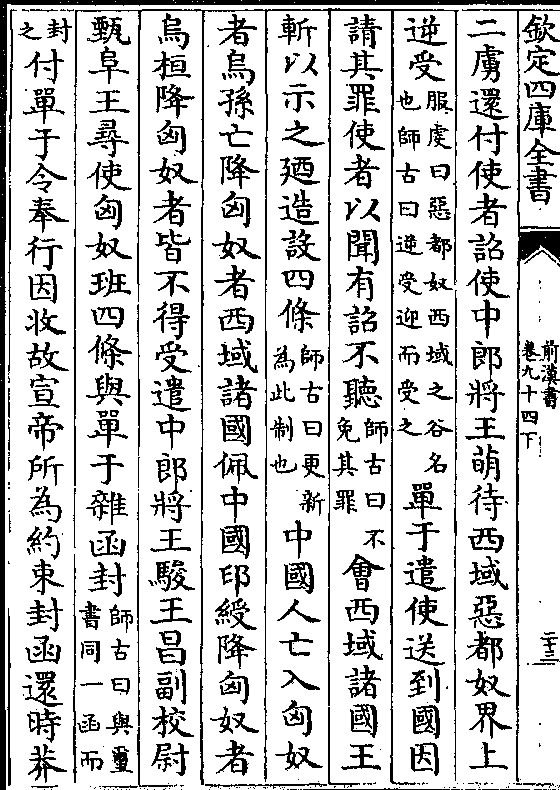 欽定四庫全書
前漢書
卷九十四下
二十三
二虜還付使者詔使中郎將王萌待西域惡都奴界上
逆受服虔曰惡都奴西域之谷名也師古曰逆受迎而受之單于遣使送到國因
請其罪使者以聞有詔不聽師古曰不免其罪會西域諸國王
斬以示之廼造設四條師古曰更新為此制也中國人亡入匈奴
者烏孫亡降匈奴者西域諸國佩中國印綬降匈奴者
烏桓降匈奴者皆不得受遣中郎將王駿王昌副校尉
甄阜王尋使匈奴班四條與單于雜函封師古曰與璽書同一函而
封之付單于令奉行因收故宣帝所為約束封函還時莽